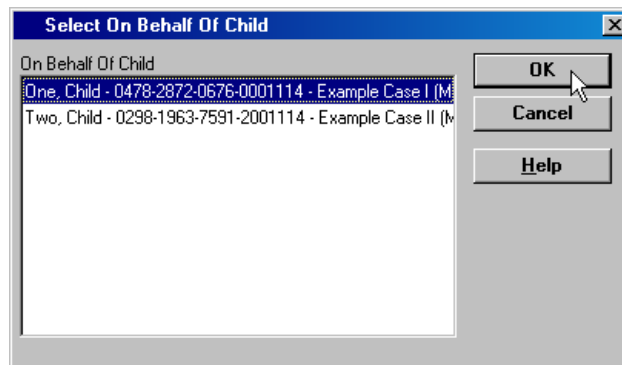 Select On Behalf Of Child
On Behalf Of Child
One, Child - 0478-2872-0676-0001114 - Example Case I (M
Two, Child - 0298-1963-7591-2001114 - Example Case II (M
OK
Cancel
Help